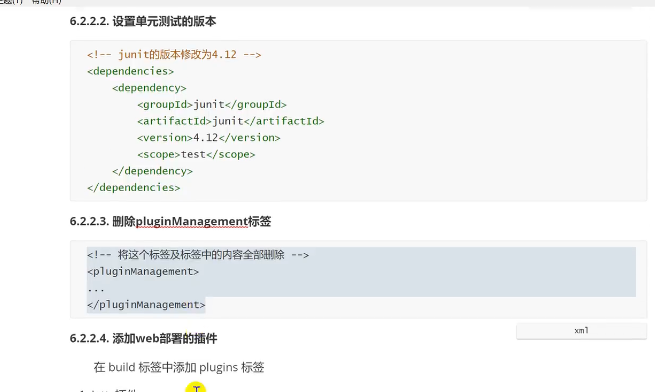 帮助(H)
6.2.2.2. 设置单元测试的版本
<!-- junit的版本修改为4.12 -->
<dependencies>
<dependency>
<groupId>junit</groupId>
<artifactId>junit</artifactId>
<version>4.12</version>
<scope>test</scope>
</dependency>
</dependencies>
6.2.2.3. 删除pluginManagement标签
<!-- 将这个标签及标签中的内容全部删除 -->
<pluginManagement>
...
</pluginManagement>
xml
6.2.2.4. 添加web部署的插件
在 build 标签中添加 plugins 标签